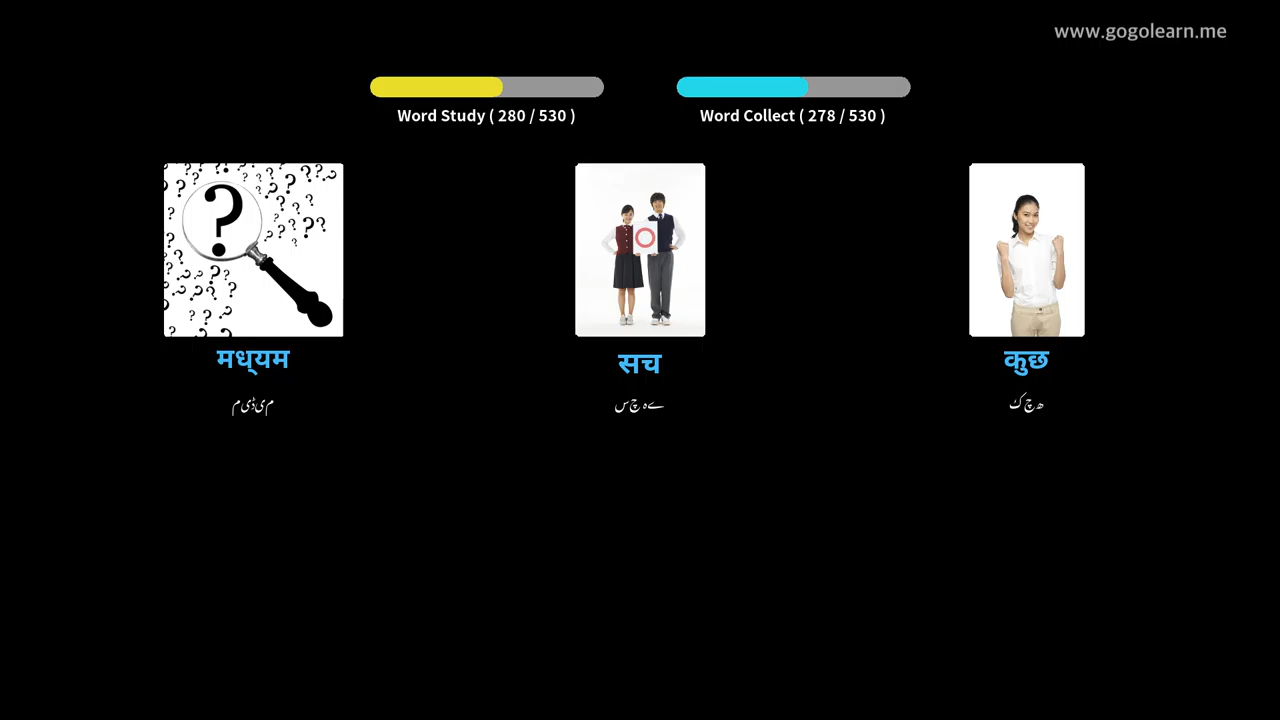 www.gogolearn.me
Word Study ( 280 / 530 )
Word Collect ( 278 / 530 )
मध्यम
सच
कुछ
م ی ڈ ی م
ے ہ چ س
ھ چ کُ